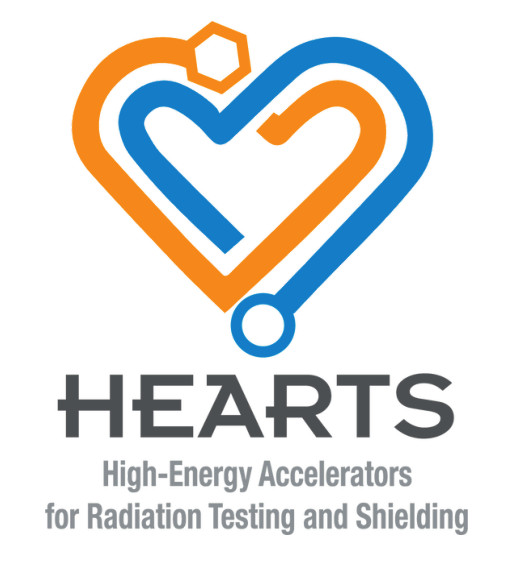 HEARTS
High-Energy Accelerators
for Radiation Testing and Shielding